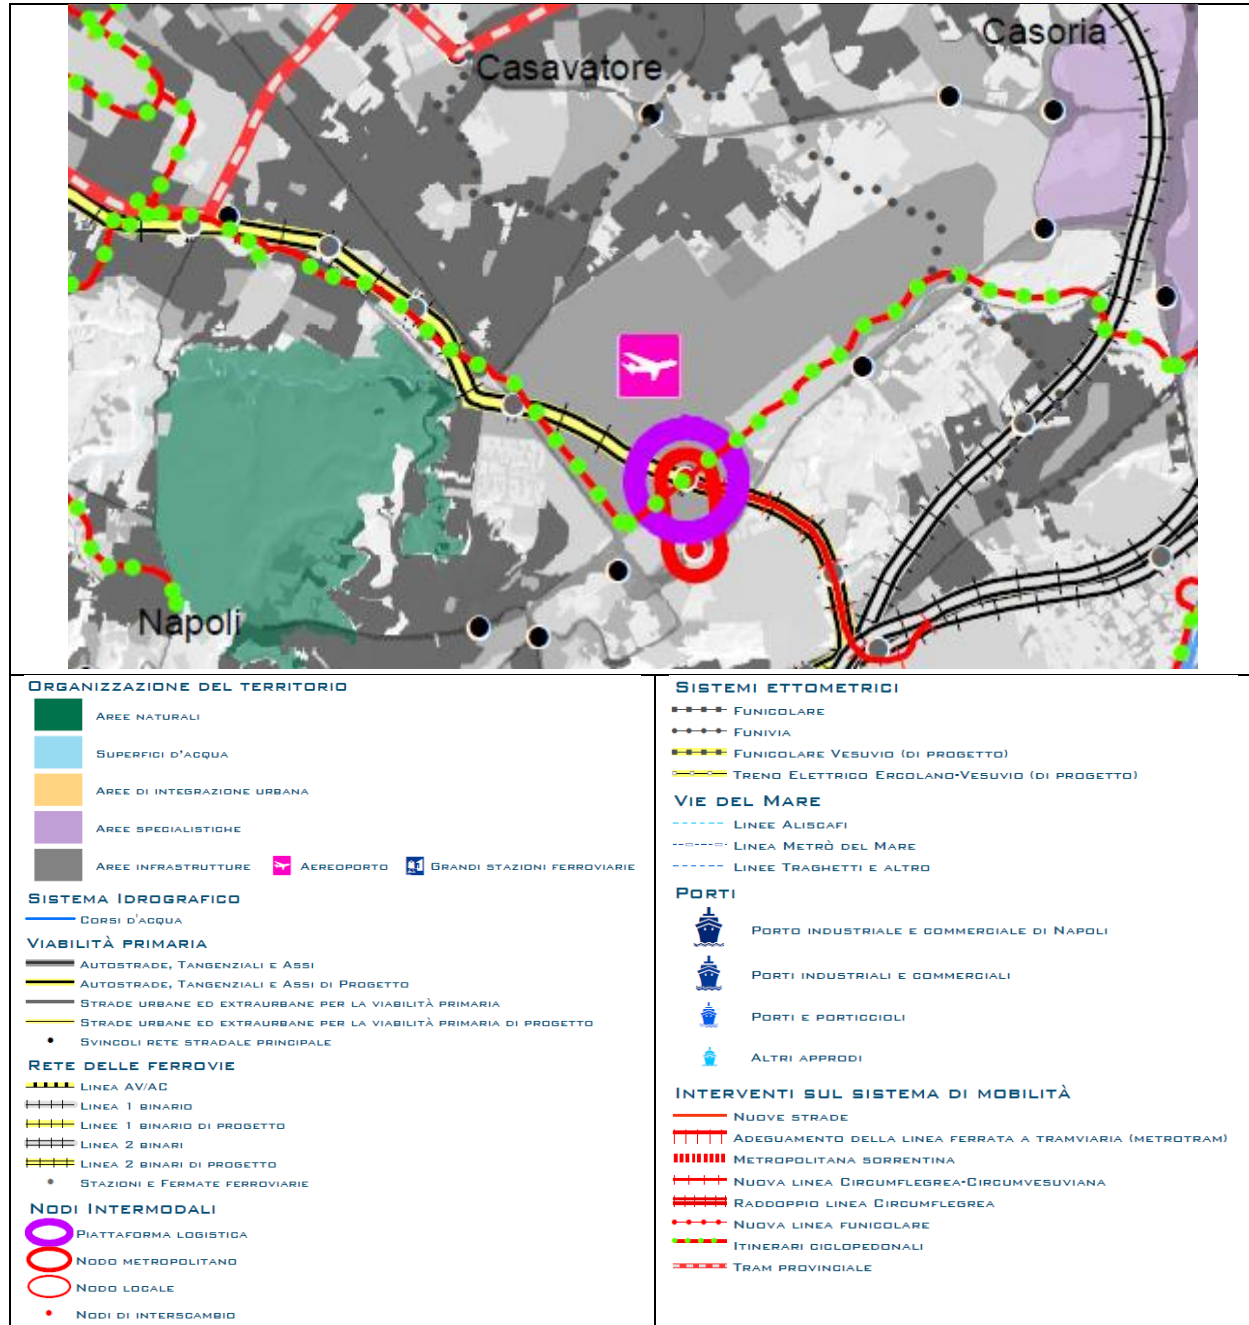 Casoria
Casavatore
Napoli
ORGANIZZAZIONE DEL TERRITORIO
AREE NATURALI
SUPERFICI D'ACQUA
AREE DI INTEGRAZIONE URBANA
AREE SPECIALISTICHE
AREE INFRASTRUTTURE AEREOPORTO GRANDI STAZIONI FERROVIARIE
SISTEMA IDROGRAFICO
CORSI D'ACQUA
VIABILITÀ PRIMARIA
AUTOSTRADE, TANGENZIALI E ASSI
AUTOSTRADE, TANGENZIALI E ASSI DI PROGETTO
STRADE URBANE ED EXTRAURBANE PER LA VIABILITÀ PRIMARIA
STRADE URBANE ED EXTRAURBANE PER LA VIABILITÀ PRIMARIA DI PROGETTO
SVINCOLI RETE STRADALE PRINCIPALE
RETE DELLE FERROVIE
LINEA AV/AC
LINEA 1 BINARIO
LINEE 1 BINARIO DI PROGETTO
LINEA 2 BINARI
LINEA 2 BINARI DI PROGETTO
STAZIONI E FERMATE FERROVIARIE
NODI INTERMODALI
PIATTAFORMA LOGISTICA
NODO METROPOLITANO
NODO LOCALE
NODI DI INTERSCAMBIO
SISTEMI ETTOMETRICI
FUNICOLARE
FUNIVIA
FUNICOLARE VESUVIO (DI PROGETTO)
TRENO ELETTRICO ERCOLANO-VESUVIO (DI PROGETTO)
VIE DEL MARE
LINEE ALISCAFI
LINEA METRÒ DEL MARE
LINEE TRAGHETTI E ALTRO
PORTI
PORTO INDUSTRIALE E COMMERCIALE DI NAPOLI
PORTI INDUSTRIALI E COMMERCIALI
PORTI E PORTICCIOLI
ALTRI APPRODI
INTERVENTI SUL SISTEMA DI MOBILITÀ
NUOVE STRADE
ADEGUAMENTO DELLA LINEA FERRATA A TRAMVIARIA (METROTRAM)
METROPOLITANA SORRENTINA
NUOVA LINEA CIRCUMFLEGREA-CIRCUMVESUVIANA
RADDOPPIO LINEA CIRCUMFLEGREA
NUOVA LINEA FUNICOLARE
ITINERARI CICLOPEDONALI
TRAM PROVINCIALE